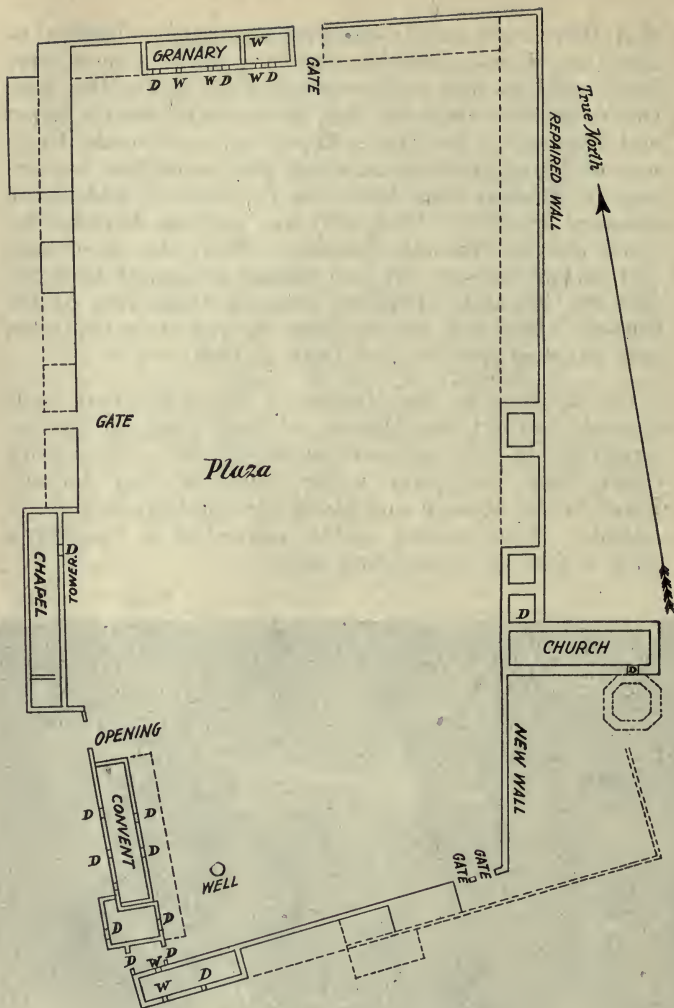 GRANARY
W
D W W D W D
GATE
True North
REPAIRED WALL
GATE
Plaza
CHAPEL
D
TOWER
D
CHURCH
D
OPENING
NEW WALL
CONVENT
D D
D D
WELL
GATE
GATE
D D
D W D
W D